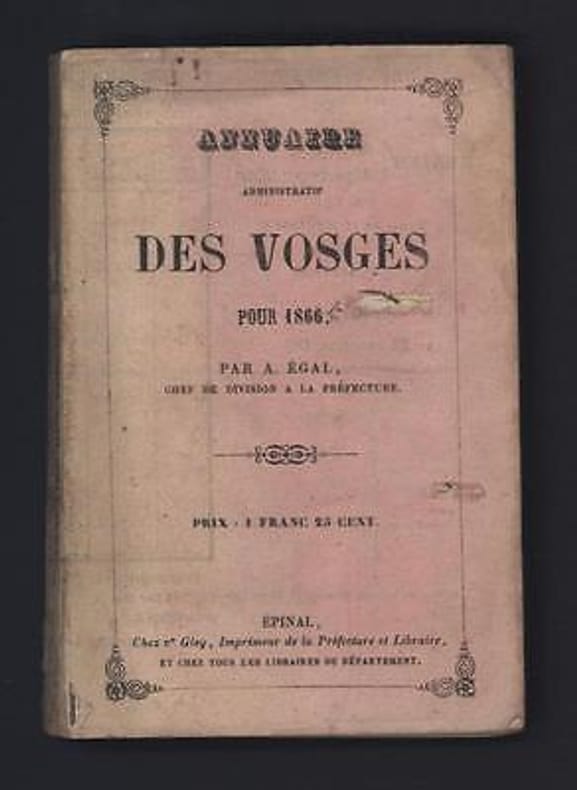 ANNUAIRE
ADMINISTRATIF
DES VOSGES
POUR 1866,
PAR A. ÉGAL,
CHEF DE DIVISION A LA PRÉFECTURE.
PRIX : 1 FRANC 25 CENT.
ÉPINAL,
Chez vᵉ Gley, Imprimeur de la Préfecture et Libraire,
ET CHEZ TOUS LES LIBRAIRES DU DÉPARTEMENT.